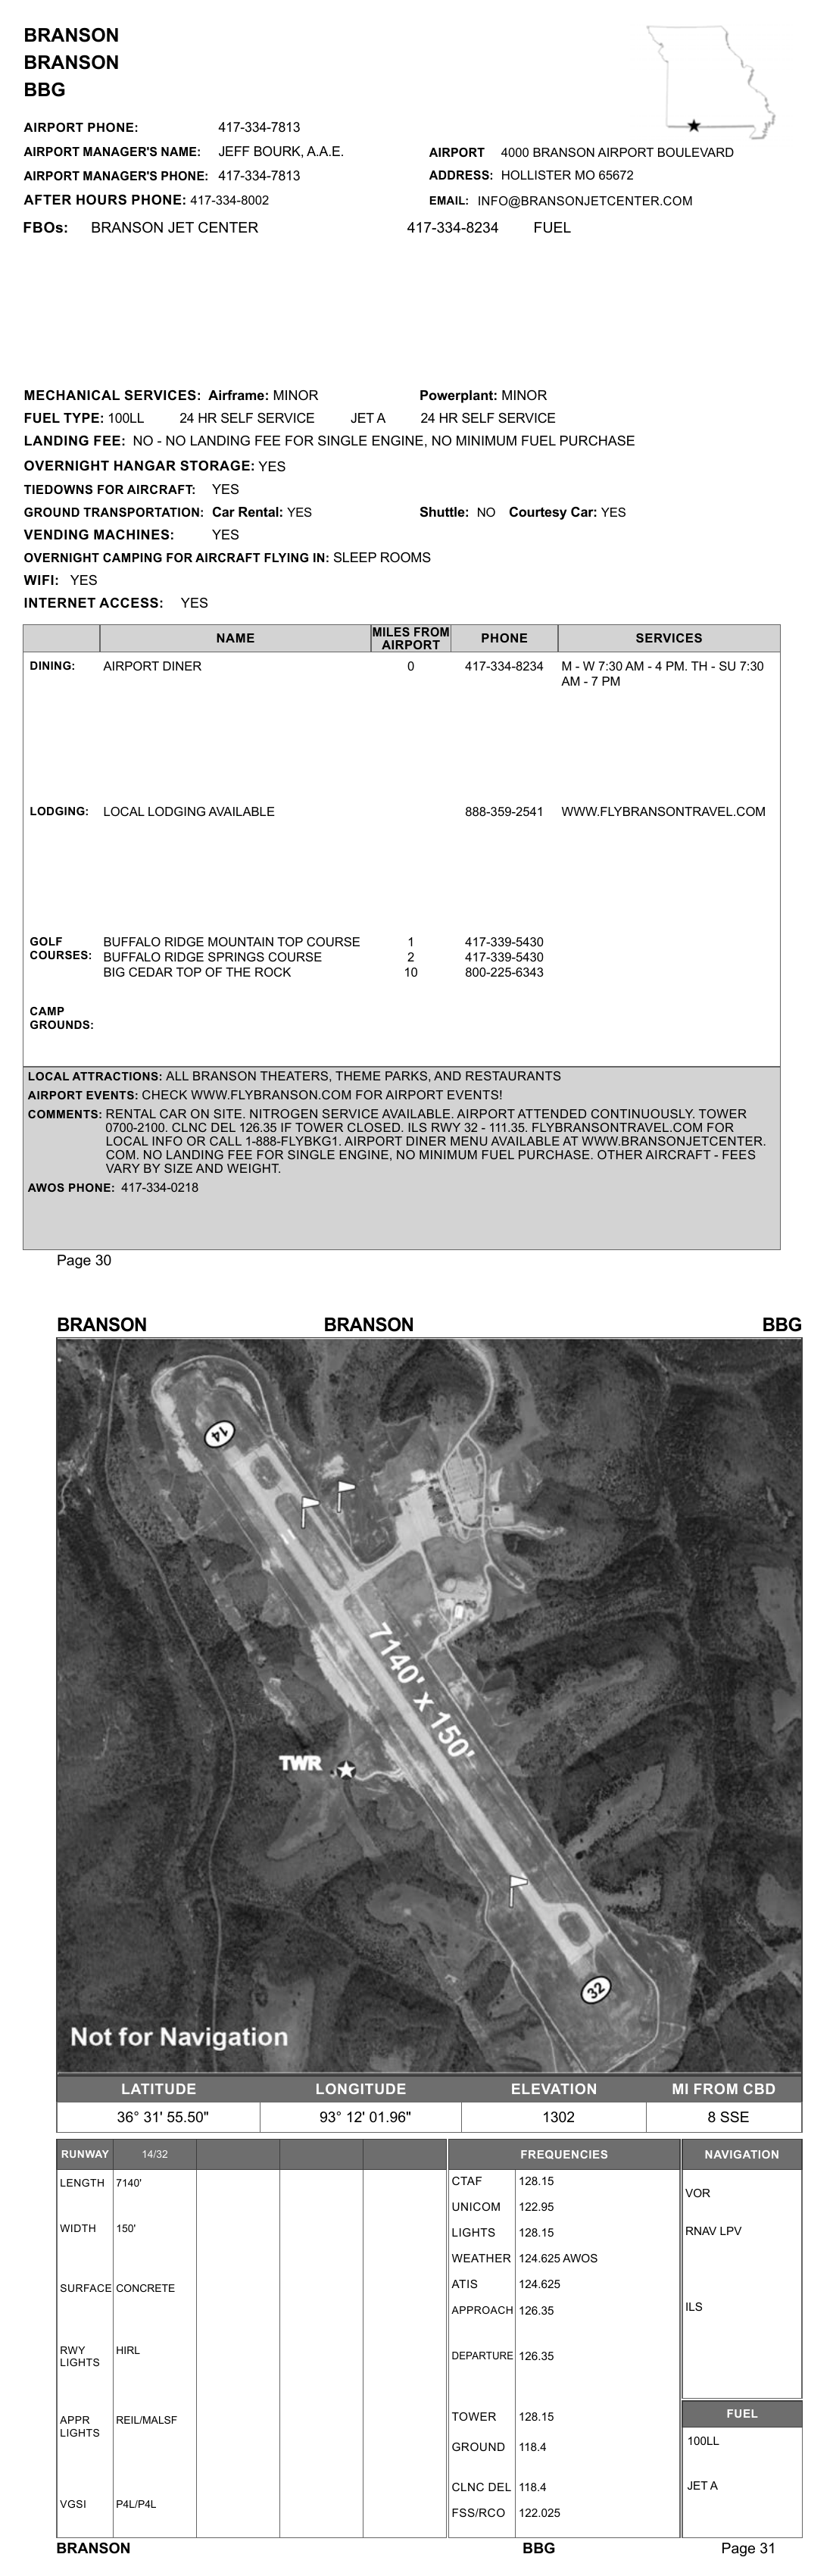 BRANSON
BRANSON
BBG
AIRPORT PHONE: 417-334-7813
AIRPORT MANAGER'S NAME: JEFF BOURK, A.A.E.
AIRPORT 4000 BRANSON AIRPORT BOULEVARD
AIRPORT MANAGER'S PHONE: 417-334-7813
ADDRESS: HOLLISTER MO 65672
AFTER HOURS PHONE: 417-334-8002
EMAIL: INFO@BRANSONJETCENTER.COM
FBOs: BRANSON JET CENTER 417-334-8234 FUEL
MECHANICAL SERVICES: Airframe: MINOR Powerplant: MINOR
FUEL TYPE: 100LL 24 HR SELF SERVICE JET A 24 HR SELF SERVICE
LANDING FEE: NO - NO LANDING FEE FOR SINGLE ENGINE, NO MINIMUM FUEL PURCHASE
OVERNIGHT HANGAR STORAGE: YES
TIEDOWNS FOR AIRCRAFT: YES
GROUND TRANSPORTATION: Car Rental: YES Shuttle: NO Courtesy Car: YES
VENDING MACHINES: YES
OVERNIGHT CAMPING FOR AIRCRAFT FLYING IN: SLEEP ROOMS
WIFI: YES
INTERNET ACCESS: YES
NAME MILES FROM AIRPORT PHONE SERVICES
DINING: AIRPORT DINER 0 417-334-8234 M - W 7:30 AM - 4 PM. TH - SU 7:30
AM - 7 PM
LODGING: LOCAL LODGING AVAILABLE 888-359-2541 WWW.FLYBRANSONTRAVEL.COM
GOLF COURSES: BUFFALO RIDGE MOUNTAIN TOP COURSE 1 417-339-5430
BUFFALO RIDGE SPRINGS COURSE 2 417-339-5430
BIG CEDAR TOP OF THE ROCK 10 800-225-6343
CAMP
GROUNDS:
LOCAL ATTRACTIONS: ALL BRANSON THEATERS, THEME PARKS, AND RESTAURANTS
AIRPORT EVENTS: CHECK WWW.FLYBRANSON.COM FOR AIRPORT EVENTS!
COMMENTS: RENTAL CAR ON SITE. NITROGEN SERVICE AVAILABLE. AIRPORT ATTENDED CONTINUOUSLY. TOWER
0700-2100. CLNC DEL 126.35 IF TOWER CLOSED. ILS RWY 32 - 111.35. FLYBRANSONTRAVEL.COM FOR
LOCAL INFO OR CALL 1-888-FLYBKG1. AIRPORT DINER MENU AVAILABLE AT WWW.BRANSONJETCENTER.
COM. NO LANDING FEE FOR SINGLE ENGINE, NO MINIMUM FUEL PURCHASE. OTHER AIRCRAFT - FEES
VARY BY SIZE AND WEIGHT.
AWOS PHONE: 417-334-0218
Page 30
BRANSON BRANSON BBG
14
7140' x 150'
TWR
32
Not for Navigation
LATITUDE LONGITUDE ELEVATION MI FROM CBD
36° 31' 55.50" 93° 12' 01.96" 1302 8 SSE
RUNWAY 14/32
LENGTH 7140'
WIDTH 150'
SURFACE CONCRETE
RWY LIGHTS HIRL
APPR LIGHTS REIL/MALSF
VGSI P4L/P4L
FREQUENCIES
CTAF 128.15
UNICOM 122.95
LIGHTS 128.15
WEATHER 124.625 AWOS
ATIS 124.625
APPROACH 126.35
DEPARTURE 126.35
TOWER 128.15
GROUND 118.4
CLNC DEL 118.4
FSS/RCO 122.025
NAVIGATION
VOR
RNAV LPV
ILS
FUEL
100LL
JET A
BRANSON BBG Page 31